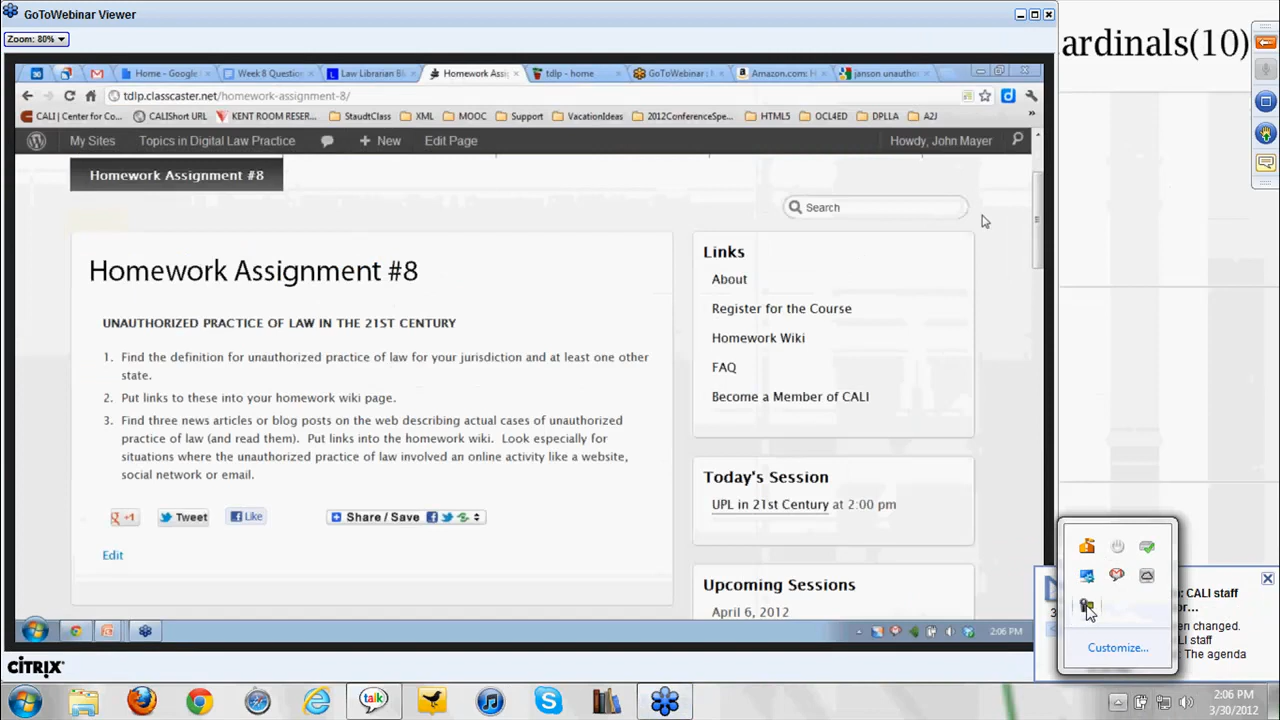 GoToWebinar Viewer
Zoom: 80%
ardinals(10)
Home - Google
Week 8 Question
Law Librarian Bl
Homework Assig
tdlp - home
GoToWebinar :
Amazon.com: H
janson unautho
tdlp.classcaster.net/homework-assignment-8/
CALI | Center for Co...
CALIShort URL
KENT ROOM RESER...
StaudtClass
XML
MOOC
Support
VacationIdeas
2012ConferenceSpe...
HTML5
OCL4ED
DPLLA
A2J
My Sites
Topics in Digital Law Practice
New
Edit Page
Howdy, John Mayer
Homework Assignment #8
Search
Homework Assignment #8
UNAUTHORIZED PRACTICE OF LAW IN THE 21ST CENTURY
1. Find the definition for unauthorized practice of law for your jurisdiction and at least one other
state.
2. Put links to these into your homework wiki page.
3. Find three news articles or blog posts on the web describing actual cases of unauthorized
practice of law (and read them). Put links into the homework wiki. Look especially for
situations where the unauthorized practice of law involved an online activity like a website,
social network or email.
+1
Tweet
Like
Share / Save
Edit
Links
About
Register for the Course
Homework Wiki
FAQ
Become a Member of CALI
Today's Session
UPL in 21st Century at 2:00 pm
Upcoming Sessions
April 6, 2012
2:06 PM
CITRIX
: CALI staff
or...
en changed.
LI staff
: The agenda
Customize...
talk
2:06 PM
3/30/2012